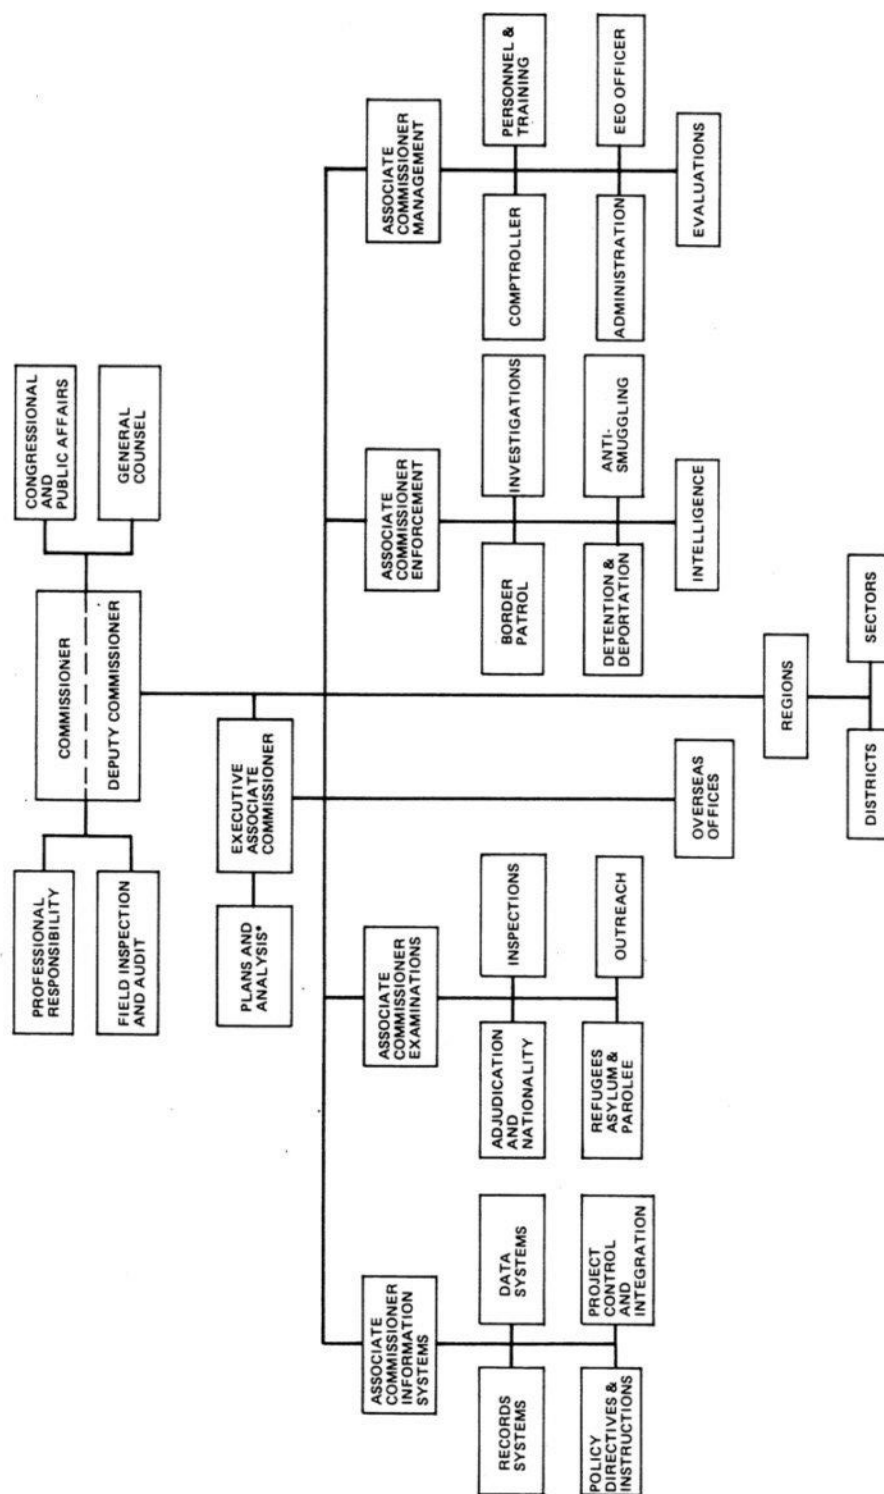 COMMISSIONER
DEPUTY COMMISSIONER
PROFESSIONAL
RESPONSIBILITY
FIELD INSPECTION
AND AUDIT
CONGRESSIONAL
AND
PUBLIC AFFAIRS
GENERAL
COUNSEL
PLANS AND
ANALYSIS*
EXECUTIVE
ASSOCIATE
COMMISSIONER
ASSOCIATE
COMMISSIONER
INFORMATION
SYSTEMS
RECORDS
SYSTEMS
DATA
SYSTEMS
POLICY
DIRECTIVES &
INSTRUCTIONS
PROJECT
CONTROL
AND
INTEGRATION
ASSOCIATE
COMMISSIONER
EXAMINATIONS
ADJUDICATION
AND
NATIONALITY
INSPECTIONS
REFUGEES
ASYLUM &
PAROLEE
OUTREACH
ASSOCIATE
COMMISSIONER
ENFORCEMENT
BORDER
PATROL
INVESTIGATIONS
DETENTION &
DEPORTATION
ANTI-
SMUGGLING
INTELLIGENCE
ASSOCIATE
COMMISSIONER
MANAGEMENT
COMPTROLLER
PERSONNEL &
TRAINING
ADMINISTRATION
EEO OFFICER
EVALUATIONS
OVERSEAS
OFFICES
REGIONS
DISTRICTS
SECTORS